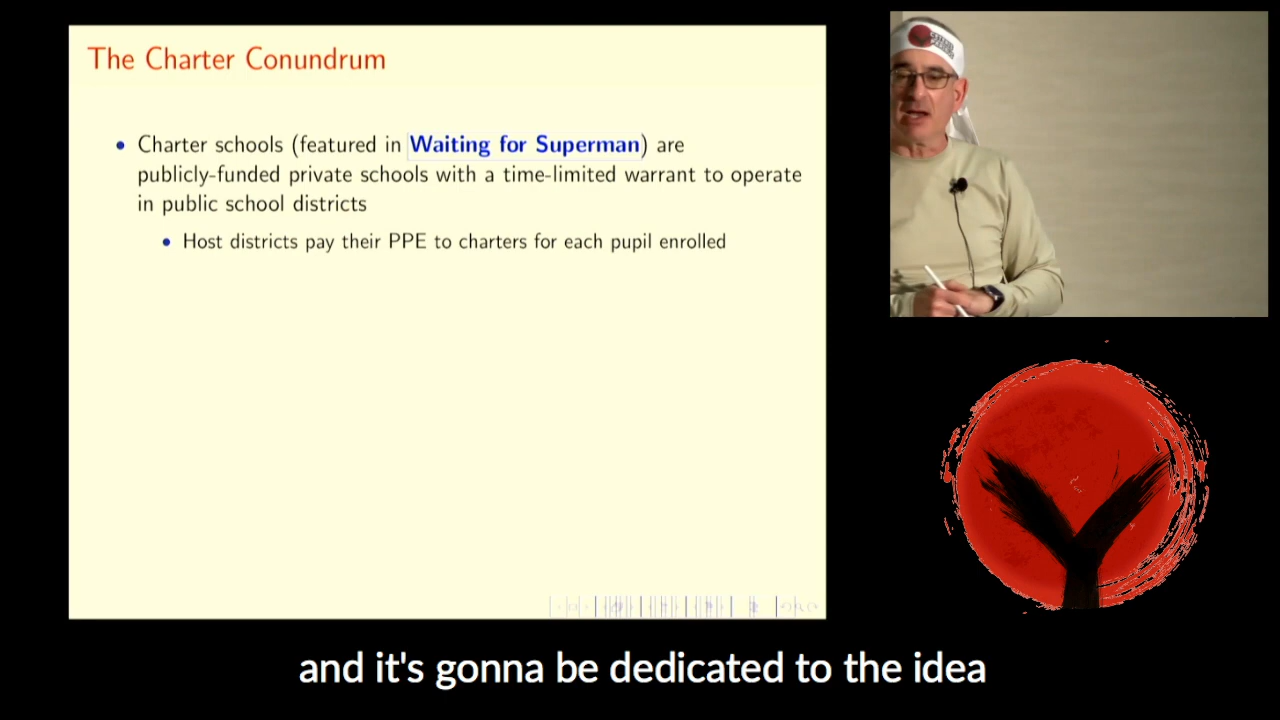 The Charter Conundrum
• Charter schools (featured in Waiting for Superman) are
publicly-funded private schools with a time-limited warrant to operate
in public school districts
• Host districts pay their PPE to charters for each pupil enrolled
and it's gonna be dedicated to the idea